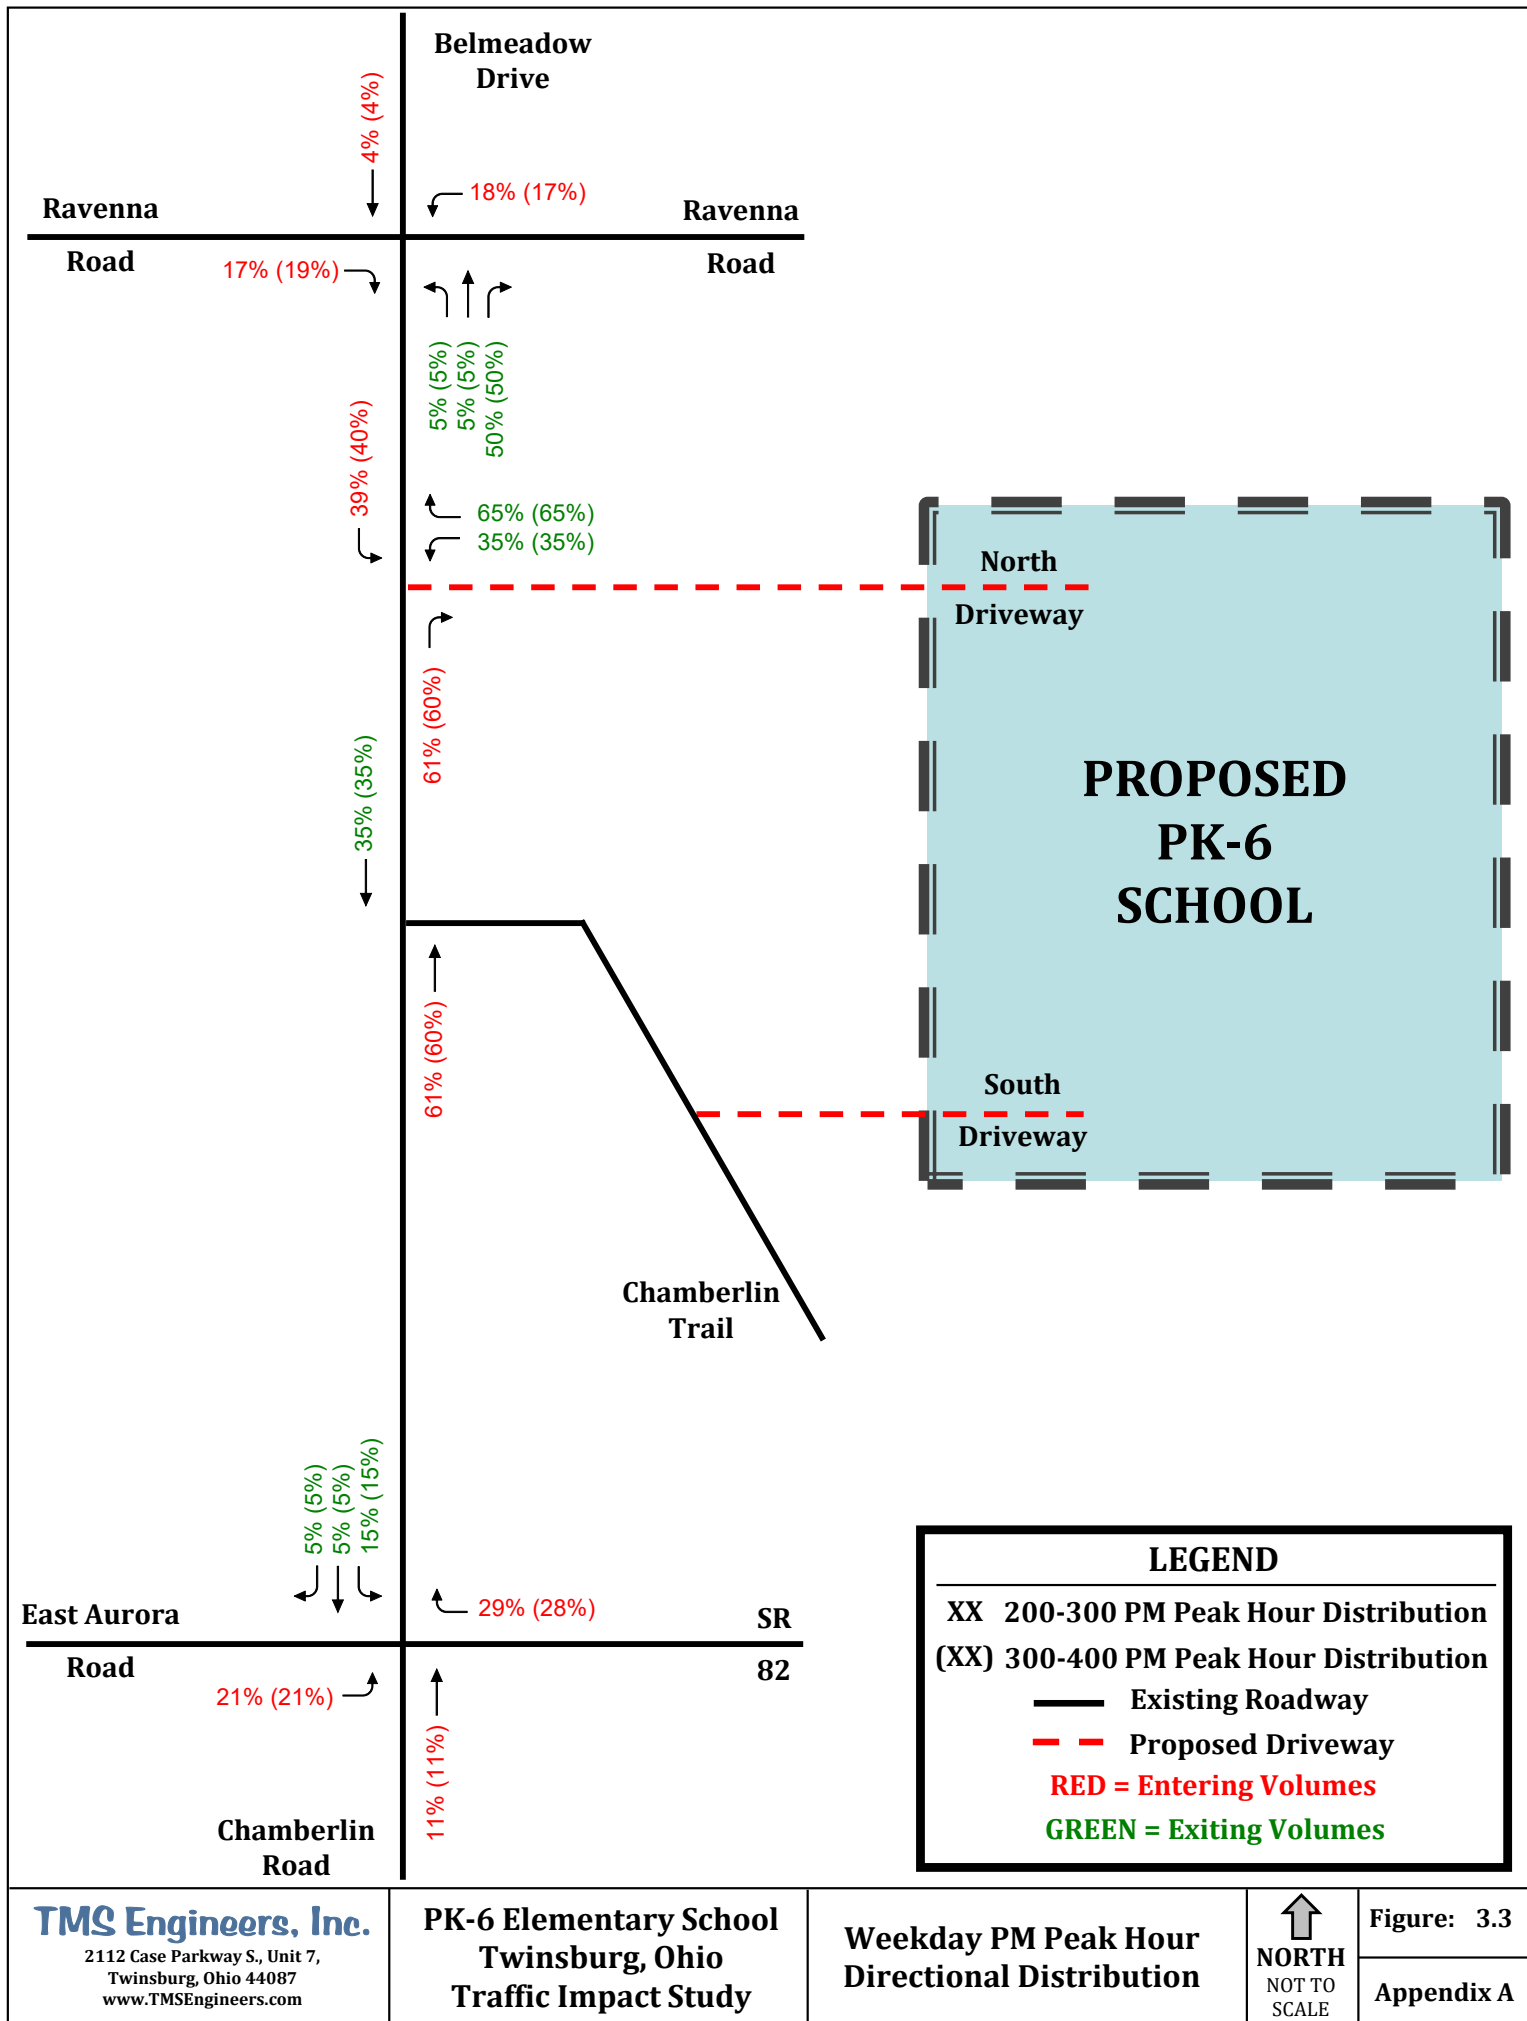 Belmeadow
Drive
4% (4%)
18% (17%)
Ravenna
Ravenna
Road
Road
17% (19%)
5% (5%)
5% (5%)
50% (50%)
39% (40%)
65% (65%)
35% (35%)
North
Driveway
61% (60%)
35% (35%)
PROPOSED
PK-6
SCHOOL
61% (60%)
South
Driveway
Chamberlin
Trail
5% (5%)
5% (5%)
15% (15%)
29% (28%)
East Aurora
SR
Road
82
21% (21%)
11% (11%)
Chamberlin
Road
LEGEND
XX 200-300 PM Peak Hour Distribution
(XX) 300-400 PM Peak Hour Distribution
Existing Roadway
Proposed Driveway
RED = Entering Volumes
GREEN = Exiting Volumes
TMS Engineers, Inc.
2112 Case Parkway S., Unit 7,
Twinsburg, Ohio 44087
www.TMSEngineers.com
PK-6 Elementary School
Twinsburg, Ohio
Traffic Impact Study
Weekday PM Peak Hour
Directional Distribution
NORTH
NOT TO
SCALE
Figure: 3.3
Appendix A